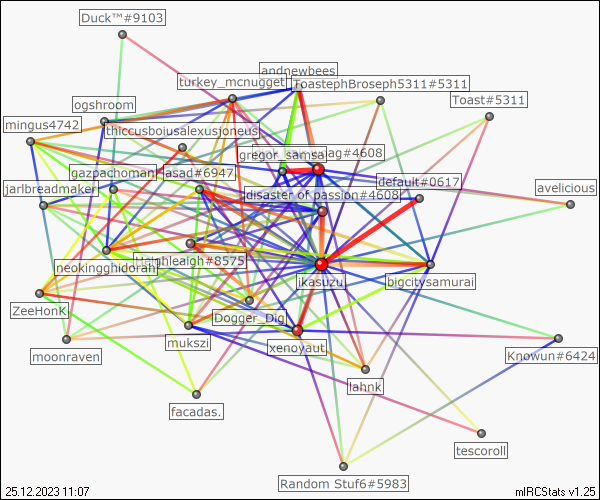 Duck™#9103
andnewbees
turkey_mcnugget
ToastephBroseph5311#5311
ogshroom
Toast#5311
mingus4742
thiccusboiusalexusjoneus
gregor_samsa
ag#4608
gazpachoman
asad#6947
default#0617
jarlbreadmaker
disaster of passion#4608
avelicious
neokingghidorah
#8575
ikasuzu
bigcitysamurai
ZeeHonk
Dogger_Dig
mukszi
xenoyaut
moonraven
Knowun#6424
lahnk
facadas.
tescoroll
Random Stuf6#5983
25.12.2023 11:07
mIRCStats v1.25